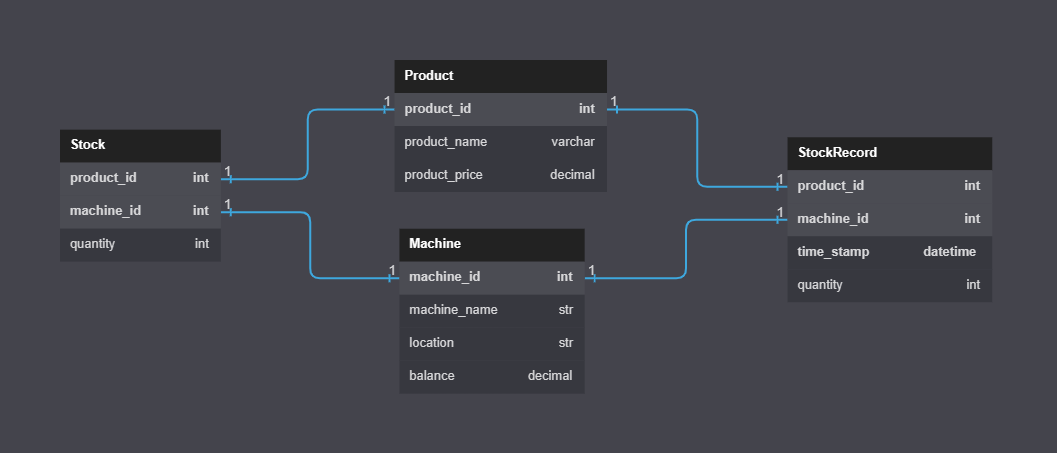 Product
1 product_id int 1
product_name varchar
product_price decimal
Stock
product_id int 1
machine_id int 1
quantity int
StockRecord
1 product_id int
1 machine_id int
time_stamp datetime
quantity int
Machine
1 machine_id int 1
machine_name str
location str
balance decimal